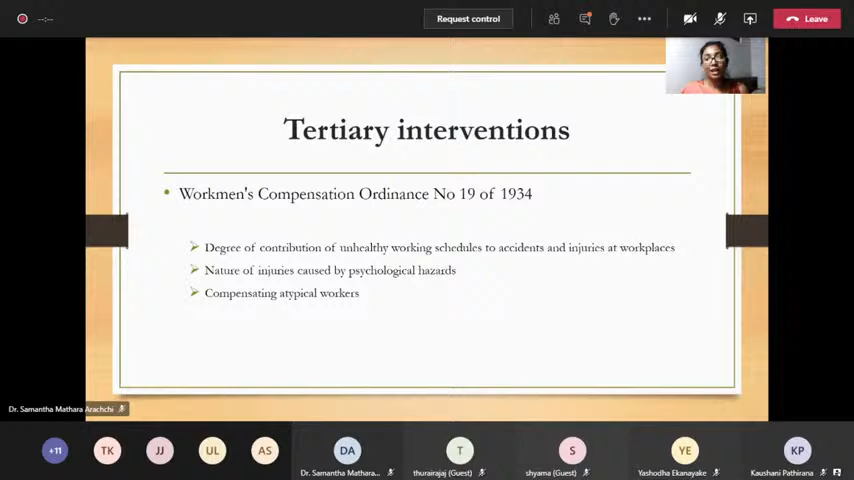 --:--
Request control
Leave
Tertiary interventions
Workmen's Compensation Ordinance No 19 of 1934
Degree of contribution of unhealthy working schedules to accidents and injuries at workplaces
Nature of injuries caused by psychological hazards
Compensating atypical workers
Dr. Samantha Mathara Arachchi
+11
TK
JJ
UL
AS
DA
T
S
YE
KP
Dr. Samantha Mathara...
thurairajaj (Guest)
shyama (Guest)
Yashodha Ekanayake
Kaushani Pathirana